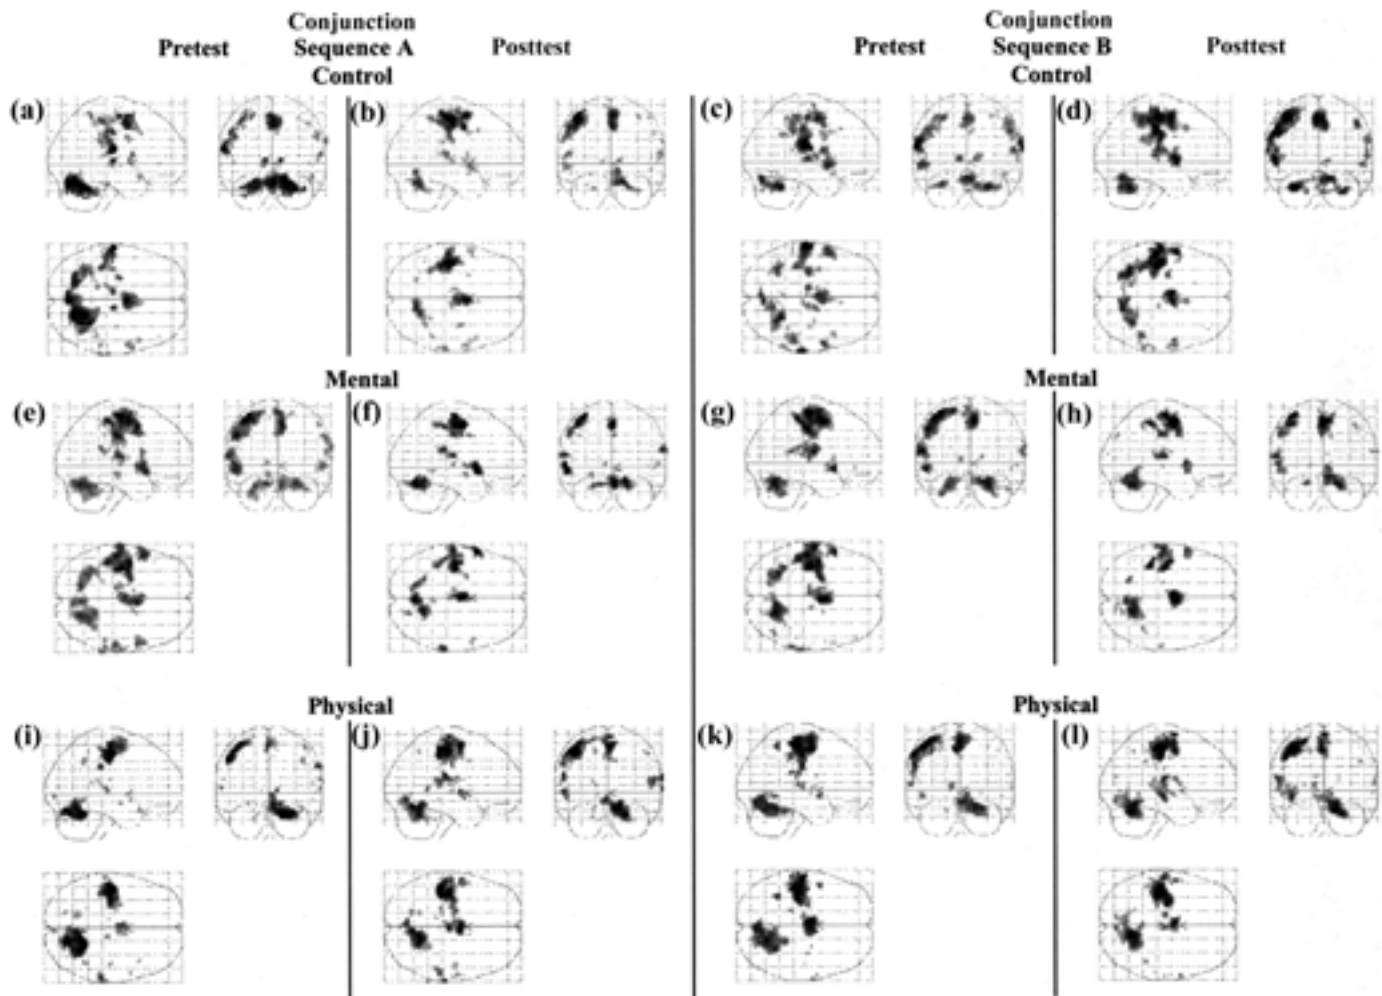 Conjunction
Pretest Sequence A Posttest
Control
Conjunction
Pretest Sequence B Posttest
Control
(a) (b) (c) (d)
Mental Mental
(e) (f) (g) (h)
Physical Physical
(i) (j) (k) (l)